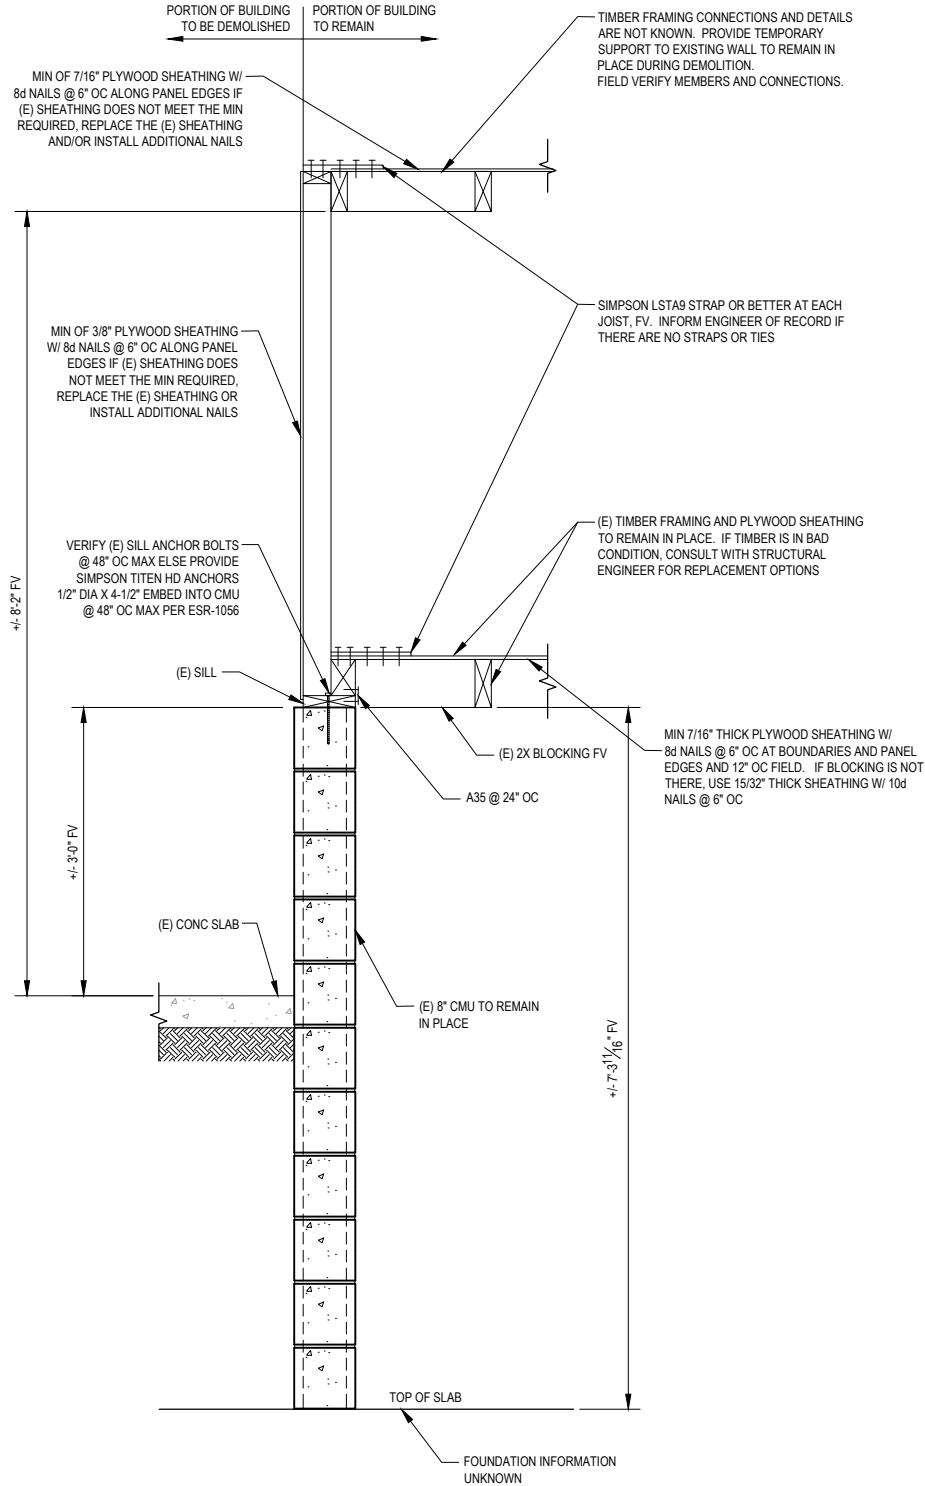 PORTION OF BUILDING
TO BE DEMOLISHED
PORTION OF BUILDING
TO REMAIN
TIMBER FRAMING CONNECTIONS AND DETAILS
ARE NOT KNOWN. PROVIDE TEMPORARY
SUPPORT TO EXISTING WALL TO REMAIN IN
PLACE DURING DEMOLITION.
FIELD VERIFY MEMBERS AND CONNECTIONS.
MIN OF 7/16" PLYWOOD SHEATHING W/
8d NAILS @ 6" OC ALONG PANEL EDGES IF
(E) SHEATHING DOES NOT MEET THE MIN
REQUIRED, REPLACE THE (E) SHEATHING
AND/OR INSTALL ADDITIONAL NAILS
SIMPSON LSTA9 STRAP OR BETTER AT EACH
JOIST, FV. INFORM ENGINEER OF RECORD IF
THERE ARE NO STRAPS OR TIES
MIN OF 3/8" PLYWOOD SHEATHING
W/ 8d NAILS @ 6" OC ALONG PANEL
EDGES IF (E) SHEATHING DOES
NOT MEET THE MIN REQUIRED,
REPLACE THE (E) SHEATHING OR
INSTALL ADDITIONAL NAILS
(E) TIMBER FRAMING AND PLYWOOD SHEATHING
TO REMAIN IN PLACE. IF TIMBER IS IN BAD
CONDITION, CONSULT WITH STRUCTURAL
ENGINEER FOR REPLACEMENT OPTIONS
VERIFY (E) SILL ANCHOR BOLTS
@ 48" OC MAX ELSE PROVIDE
SIMPSON TITEN HD ANCHORS
1/2" DIA X 4-1/2" EMBED INTO CMU
@ 48" OC MAX PER ESR-1056
+/- 8'-2" FV
(E) SILL
(E) 2X BLOCKING FV
MIN 7/16" THICK PLYWOOD SHEATHING W/
8d NAILS @ 6" OC AT BOUNDARIES AND PANEL
EDGES AND 12" OC FIELD. IF BLOCKING IS NOT
THERE, USE 15/32" THICK SHEATHING W/ 10d
NAILS @ 6" OC
A35 @ 24" OC
+/- 3'-0" FV
(E) CONC SLAB
(E) 8" CMU TO REMAIN
IN PLACE
+/- 7'-3 11/16" FV
TOP OF SLAB
FOUNDATION INFORMATION
UNKNOWN